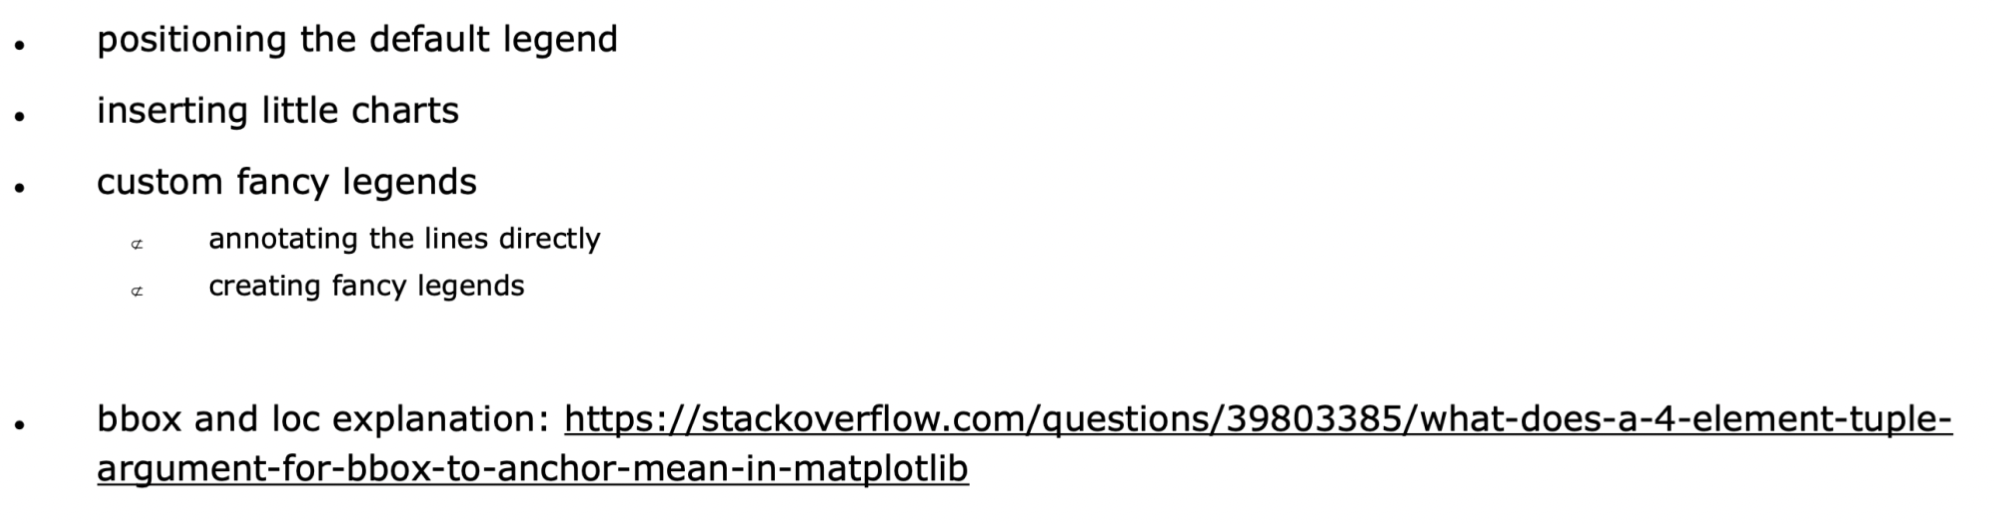 • positioning the default legend
• inserting little charts
• custom fancy legends
⊄ annotating the lines directly
⊄ creating fancy legends
• bbox and loc explanation: https://stackoverflow.com/questions/39803385/what-does-a-4-element-tuple-
argument-for-bbox-to-anchor-mean-in-matplotlib